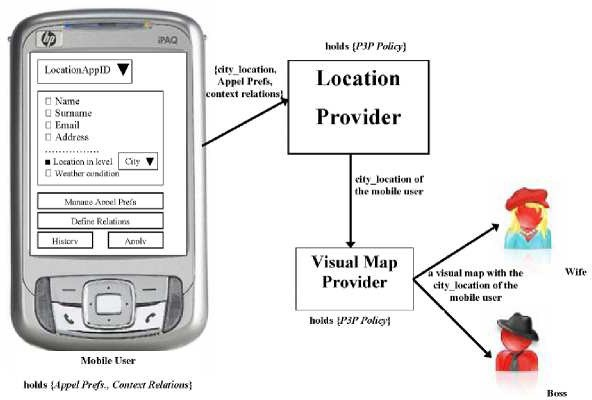 hp
iPAQ
LocationAppID
Name
Surname
Email
Address
..................
Location in level
City
Weather condition
Manage Appel Prefs
Define Relations
History
Apply
Mobile User
holds {Appel Prefs., Context Relations}
{city_location,
Appel Prefs,
context relations}
holds {P3P Policy}
Location
Provider
city_location of
the mobile user
Visual Map
Provider
holds {P3P Policy}
a visual map with the
city_location of the
mobile user
Wife
Boss